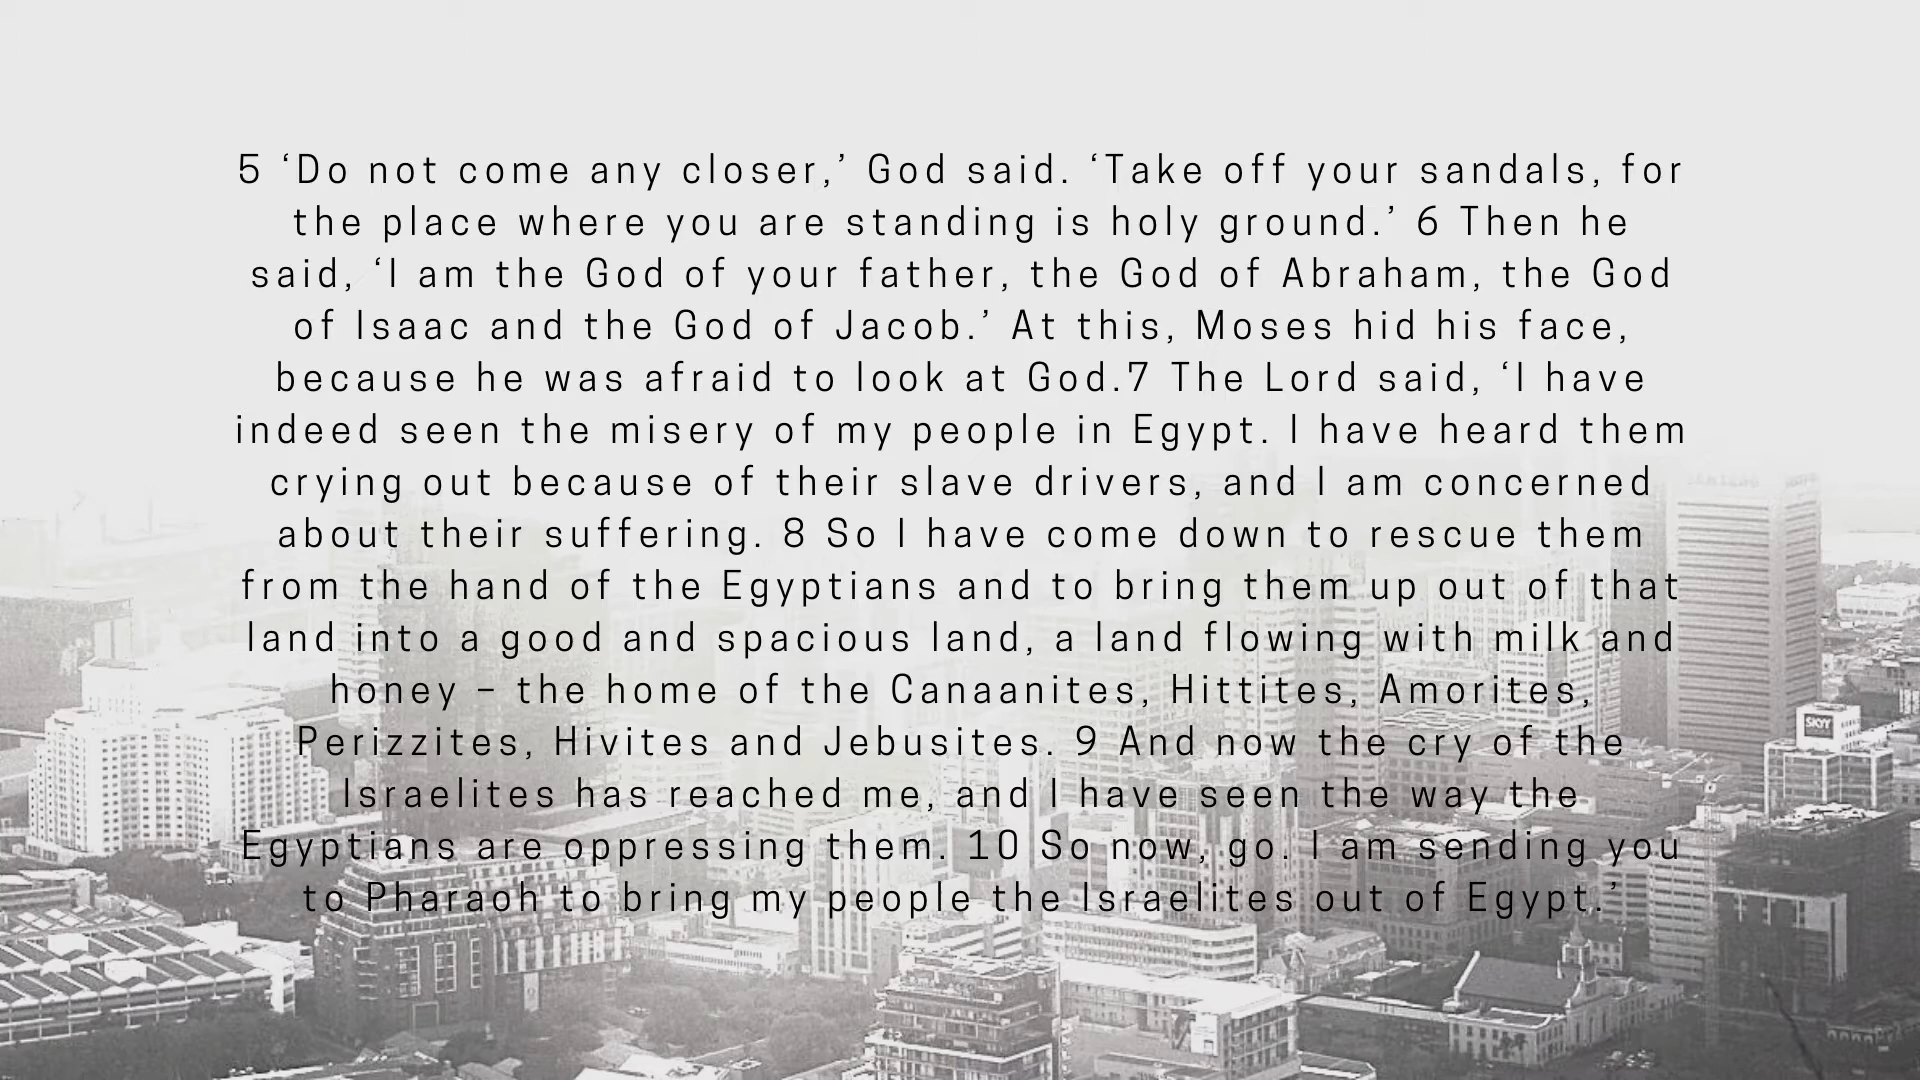 5 ‘Do not come any closer,’ God said. ‘Take off your sandals, for
the place where you are standing is holy ground.’ 6 Then he
said, ‘I am the God of your father, the God of Abraham, the God
of Isaac and the God of Jacob.’ At this, Moses hid his face,
because he was afraid to look at God.7 The Lord said, ‘I have
indeed seen the misery of my people in Egypt. I have heard them
crying out because of their slave drivers, and I am concerned
about their suffering. 8 So I have come down to rescue them
from the hand of the Egyptians and to bring them up out of that
land into a good and spacious land, a land flowing with milk and
honey – the home of the Canaanites, Hittites, Amorites,
Perizzites, Hivites and Jebusites. 9 And now the cry of the
Israelites has reached me, and I have seen the way the
Egyptians are oppressing them. 10 So now, go. I am sending you
to Pharaoh to bring my people the Israelites out of Egypt.’
SKYY